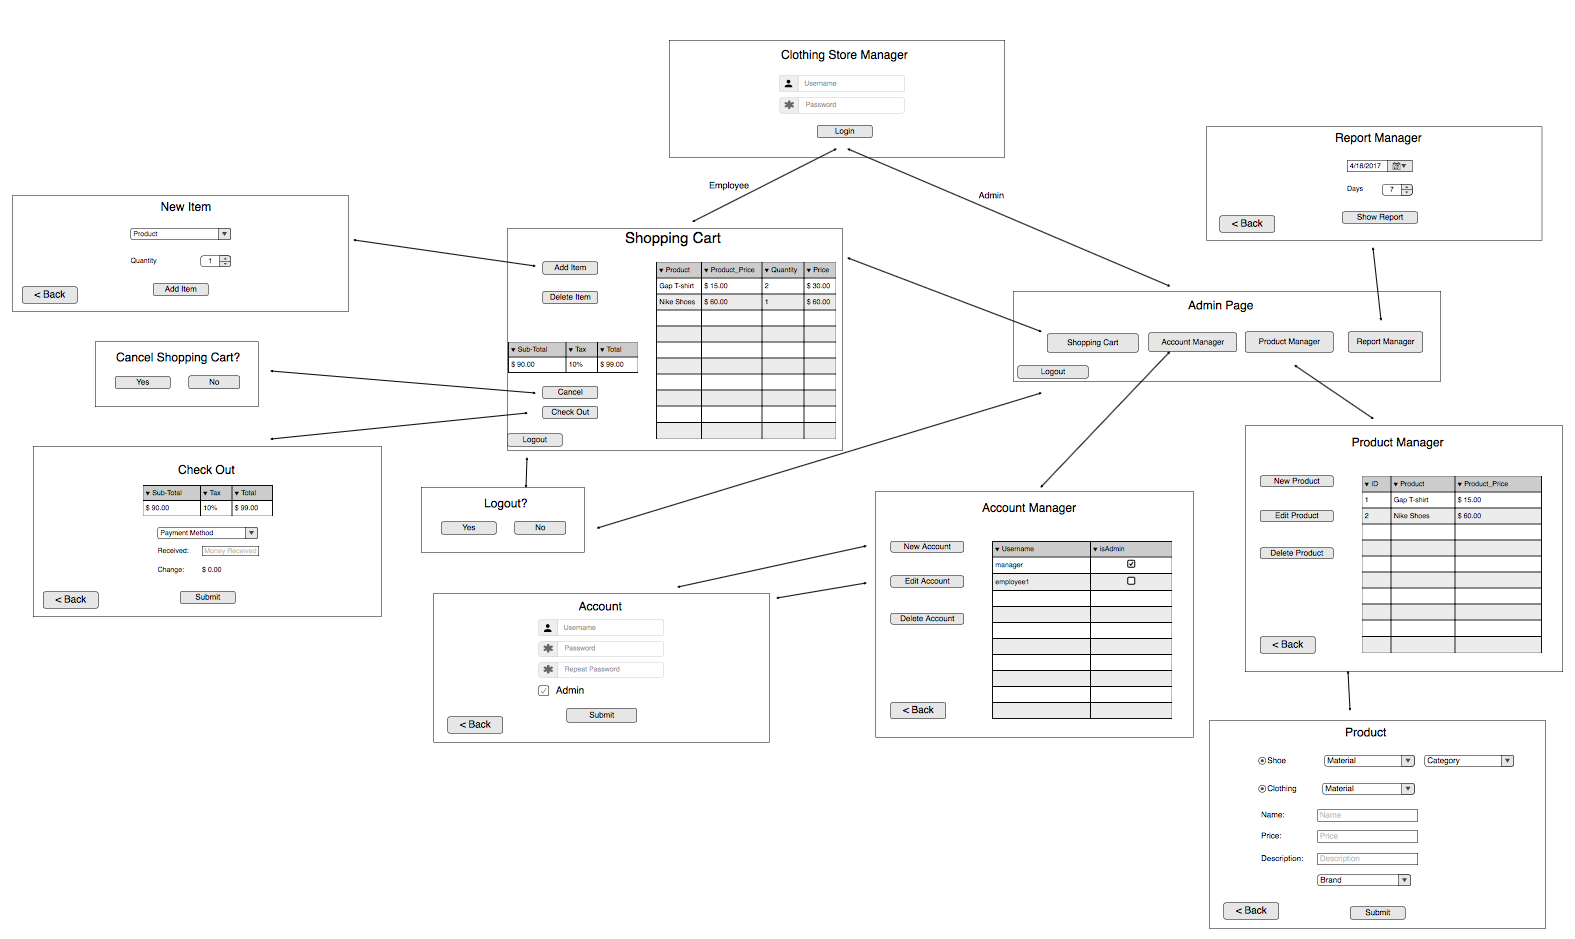 Clothing Store Manager
Username
Password
Login
Employee
Admin
Report Manager
4/18/2017
Days 7
Show Report
< Back
New Item
Product
Quantity 1
Add Item
< Back
Shopping Cart
Add Item
Delete Item
Product Product_Price Quantity Price
Gap T-shirt $ 15.00 2 $ 30.00
Nike Shoes $ 60.00 1 $ 60.00
Sub-Total Tax Total
$ 90.00 10% $ 99.00
Cancel
Check Out
Logout
Admin Page
Shopping Cart Account Manager Product Manager Report Manager
Logout
Cancel Shopping Cart?
Yes No
Check Out
Sub-Total Tax Total
$ 90.00 10% $ 99.00
Payment Method
Received: Money Received
Change: $ 0.00
Submit
< Back
Logout?
Yes No
Account Manager
New Account
Edit Account
Delete Account
Username isAdmin
manager
employee1
< Back
Product Manager
New Product
Edit Product
Delete Product
ID Product Product_Price
1 Gap T-shirt $ 15.00
2 Nike Shoes $ 60.00
< Back
Account
Username
Password
Repeat Password
Admin
Submit
< Back
Product
Shoe Material Category
Clothing Material
Name: Name
Price: Price
Description: Description
Brand
Submit
< Back